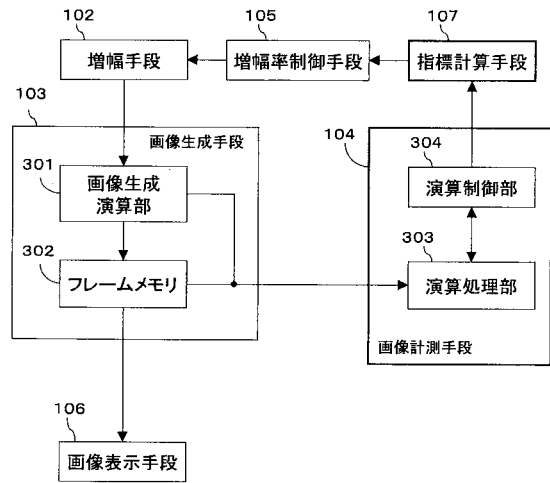 102
105
107
増幅手段
増幅率制御手段
指標計算手段
103
画像生成手段
104
301
画像生成
演算部
304
演算制御部
302
フレームメモリ
303
演算処理部
画像計測手段
106
画像表示手段